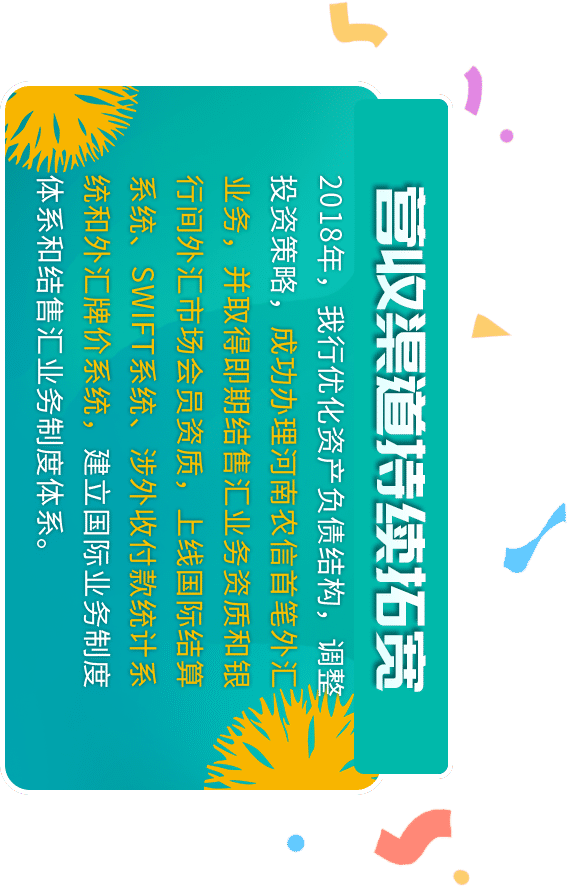 营收渠道持续拓宽
2018年，我行优化资产负债结构，调整
投资策略，成功办理河南农信首笔外汇
业务，并取得即期结售汇业务资质和银
行间外汇市场会员资质，上线国际结算
系统、SWIFT系统、涉外收付款统计系
统和外汇牌价系统，建立国际业务制度
体系和结售汇业务制度体系。